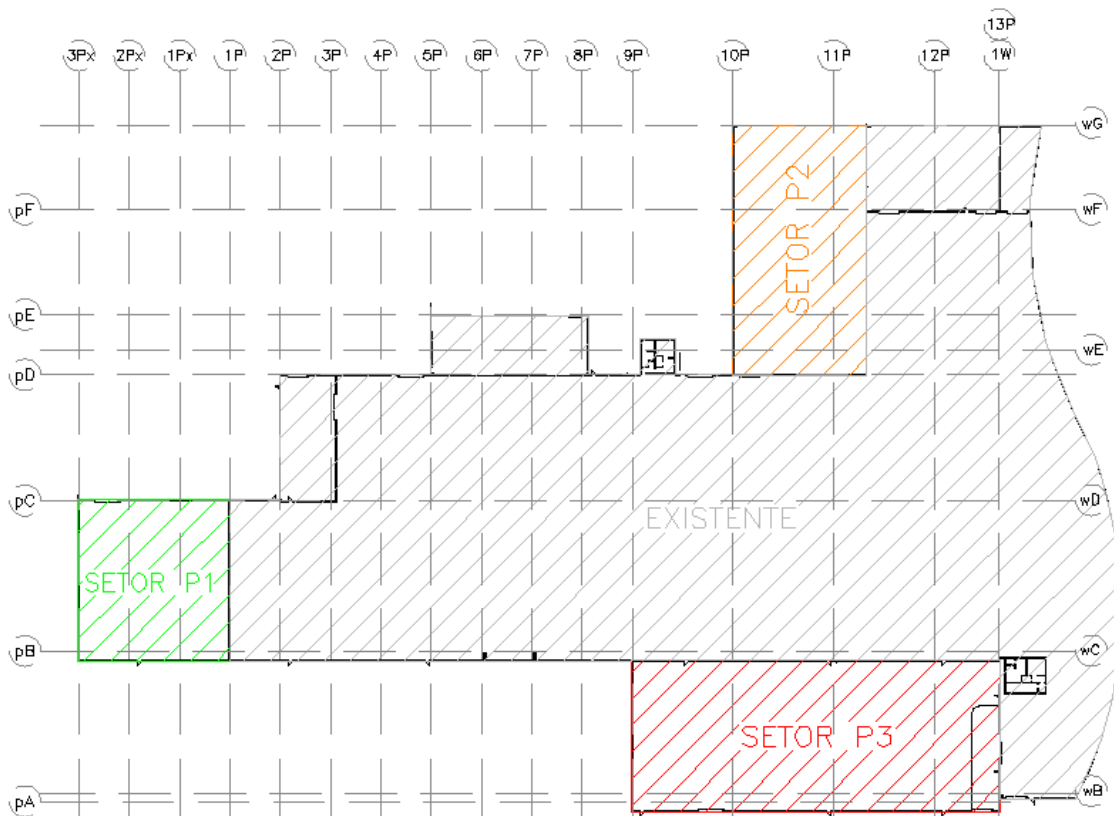 13P
3Px 2Px 1Px 1P 2P 3P 4P 5P 6P 7P 8P 9P 10P 11P 12P 1W
wG
pF
wF
SETOR P2
pE
wE
pD
pC
wD
EXISTENTE
SETOR P1
pB
wC
SETOR P3
pA
wB